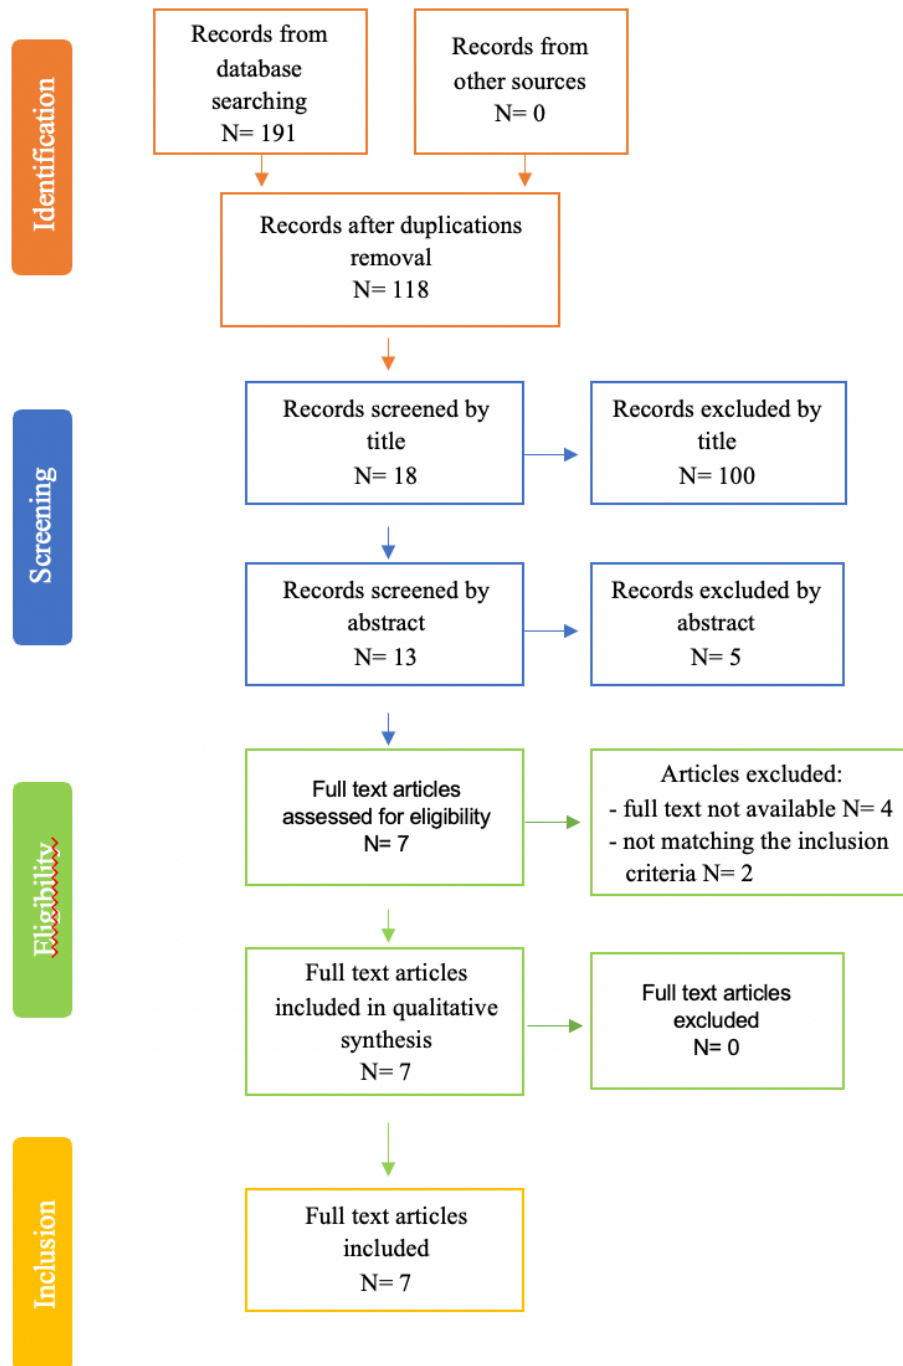 Identification
Records from
database
searching
N= 191
Records from
other sources
N= 0
Records after duplications
removal
N= 118
Screening
Records screened by
title
N= 18
Records excluded by
title
N= 100
Records screened by
abstract
N= 13
Records excluded by
abstract
N= 5
Eligibility
Full text articles
assessed for eligibility
N= 7
Articles excluded:
- full text not available N= 4
- not matching the inclusion
criteria N= 2
Full text articles
included in qualitative
synthesis
N= 7
Full text articles
excluded
N= 0
Inclusion
Full text articles
included
N= 7